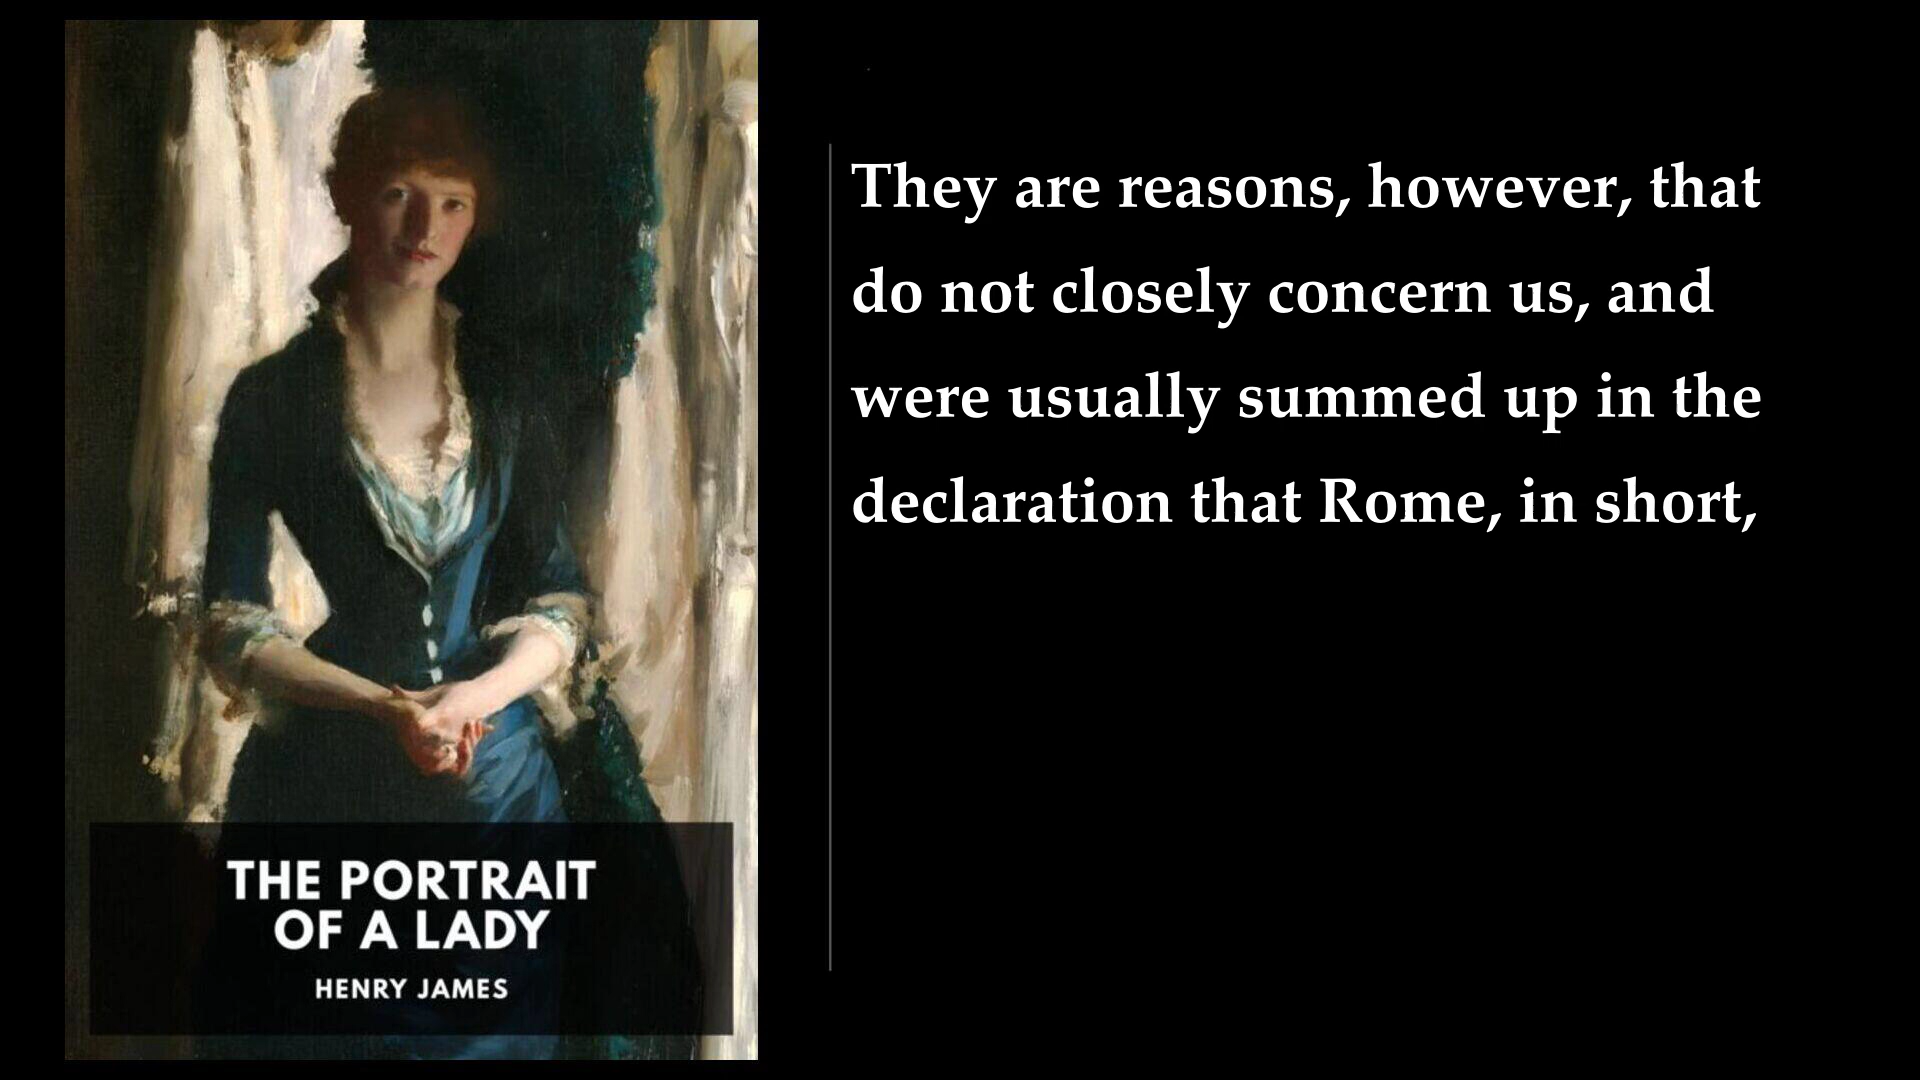 They are reasons, however, that
do not closely concern us, and
were usually summed up in the
declaration that Rome, in short,
THE PORTRAIT
OF A LADY
HENRY JAMES